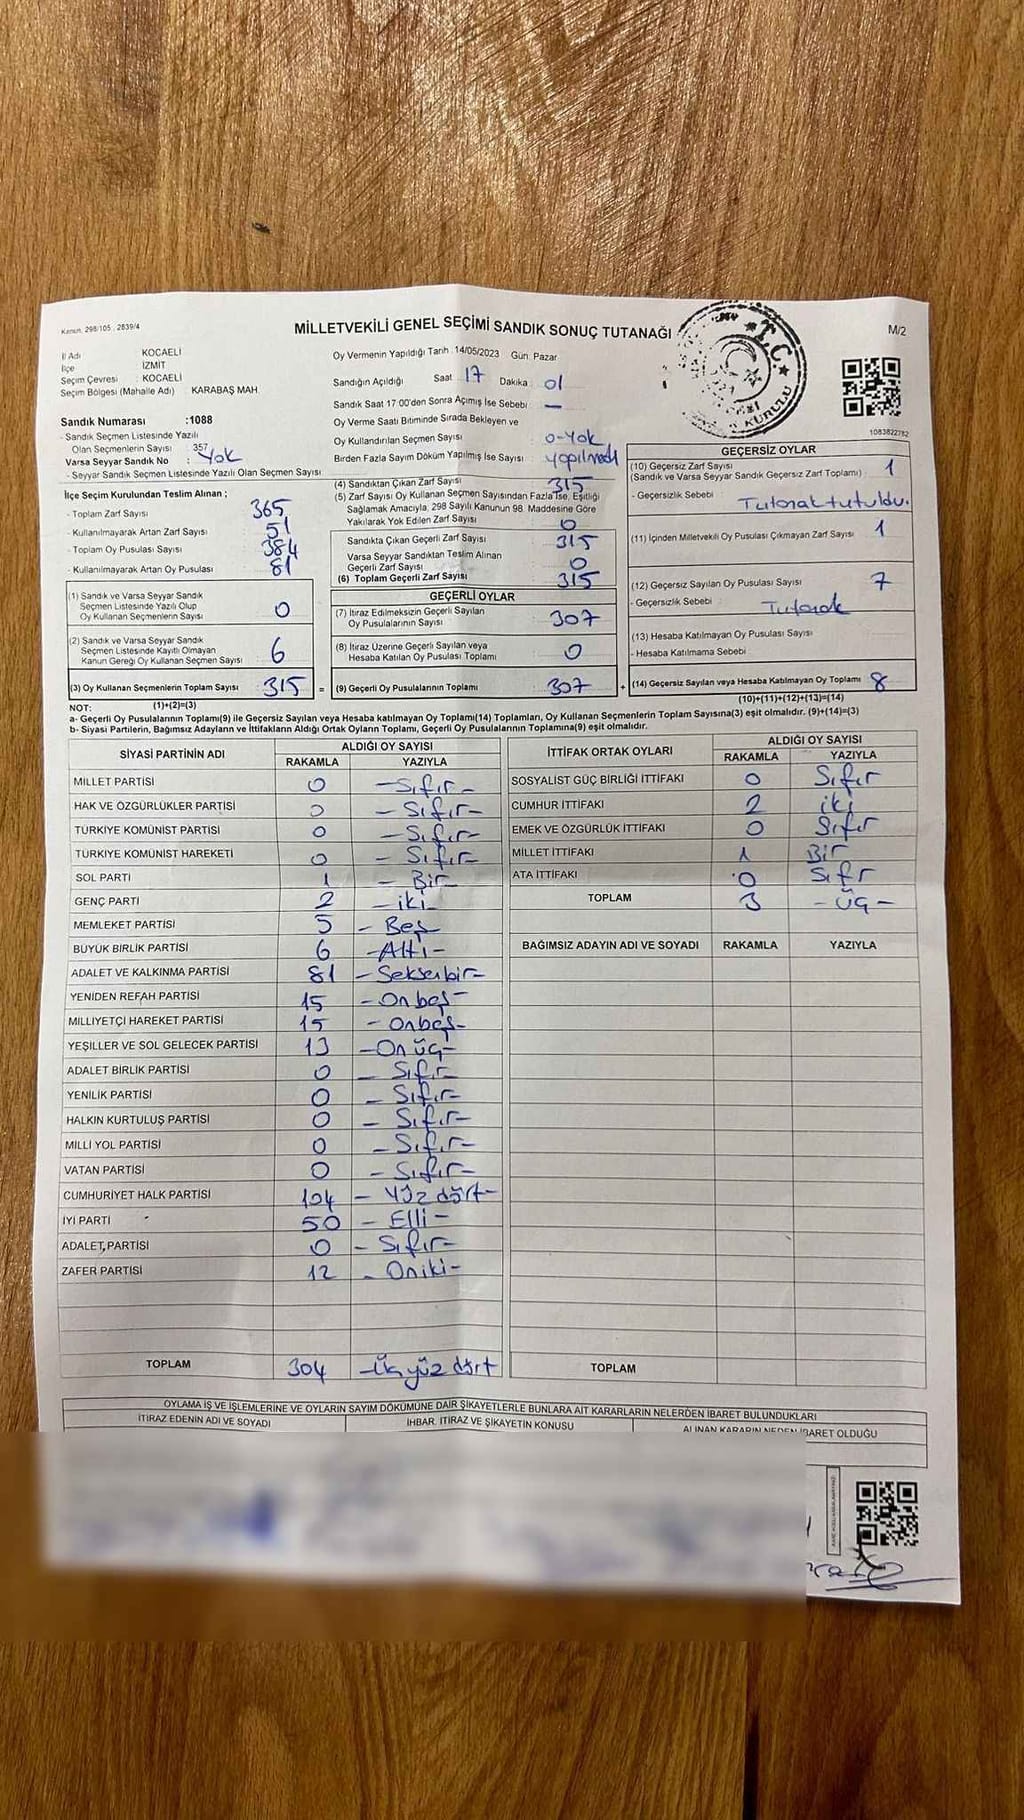 Kanun. 298/105 , 2839/4
MİLLETVEKİLİ GENEL SEÇİMİ SANDIK SONUÇ TUTANAĞI
M/2
İl Adı KOCAELİ
İlçe İZMİT
Seçim Çevresi : KOCAELİ
Seçim Bölgesi (Mahalle Adı) KARABAŞ MAH.
Oy Vermenin Yapıldığı Tarih :14/05/2023 Gün: Pazar
Sandığın Açıldığı Saat 17 Dakika 01
Sandık Saat 17:00'den Sonra Açılmış İse Sebebi: —
Oy Verme Saati Bitiminde Sırada Bekleyen ve
Oy Kullandırılan Seçmen Sayısı 0-Yok
Birden Fazla Sayım Döküm Yapılmış İse Sayısı yapılmadı
T.C.
KURULU
1083822782
Sandık Numarası :1088
- Sandık Seçmen Listesinde Yazılı
Olan Seçmenlerin Sayısı : 357
Varsa Seyyar Sandık No : Yok
- Seyyar Sandık Seçmen Listesinde Yazılı Olan Seçmen Sayısı
İlçe Seçim Kurulundan Teslim Alınan ;
- Toplam Zarf Sayısı 365
- Kullanılmayarak Artan Zarf Sayısı 51
- Toplam Oy Pusulası Sayısı 384
- Kullanılmayarak Artan Oy Pusulası 81
(1) Sandık ve Varsa Seyyar Sandık
Seçmen Listesinde Yazılı Olup
Oy Kullanan Seçmenlerin Sayısı 0
(2) Sandık ve Varsa Seyyar Sandık
Seçmen Listesinde Kayıtlı Olmayan
Kanun Gereği Oy Kullanan Seçmen Sayısı 6
(3) Oy Kullanan Seçmenlerin Toplam Sayısı 315 =
(4) Sandıktan Çıkan Zarf Sayısı 315
(5) Zarf Sayısı Oy Kullanan Seçmen Sayısından Fazla İse, Eşitliği
Sağlamak Amacıyla, 298 Sayılı Kanunun 98. Maddesine Göre
Yakılarak Yok Edilen Zarf Sayısı 0
Sandıkta Çıkan Geçerli Zarf Sayısı 315
Varsa Seyyar Sandıktan Teslim Alınan
Geçerli Zarf Sayısı 0
(6) Toplam Geçerli Zarf Sayısı 315
GEÇERLİ OYLAR
(7) İtiraz Edilmeksizin Geçerli Sayılan
Oy Pusulalarının Sayısı 307
(8) İtiraz Üzerine Geçerli Sayılan veya
Hesaba Katılan Oy Pusulası Toplamı 0
(9) Geçerli Oy Pusulalarının Toplamı 307 +
GEÇERSİZ OYLAR
(10) Geçersiz Zarf Sayısı 1
(Sandık ve Varsa Seyyar Sandık Geçersiz Zarf Toplamı)
- Geçersizlik Sebebi Tutanak tutuldu.
(11) İçinden Milletvekili Oy Pusulası Çıkmayan Zarf Sayısı 1
(12) Geçersiz Sayılan Oy Pusulası Sayısı 7
- Geçersizlik Sebebi : Tutanak
(13) Hesaba Katılmayan Oy Pusulası Sayısı
- Hesaba Katılmama Sebebi :
(14) Geçersiz Sayılan veya Hesaba Katılmayan Oy Toplamı 8
NOT: (1)+(2)=(3)
(10)+(11)+(12)+(13)=(14)
a- Geçerli Oy Pusulalarının Toplamı(9) ile Geçersiz Sayılan veya Hesaba katılmayan Oy Toplamı(14) Toplamları, Oy Kullanan Seçmenlerin Toplam Sayısına(3) eşit olmalıdır. (9)+(14)=(3)
b- Siyasi Partilerin, Bağımsız Adayların ve İttifakların Aldığı Ortak Oyların Toplamı, Geçerli Oy Pusulalarının Toplamına(9) eşit olmalıdır.
SİYASİ PARTİNİN ADI ALDIĞI OY SAYISI
RAKAMLA YAZIYLA
MİLLET PARTİSİ 0 —Sıfır—
HAK VE ÖZGÜRLÜKLER PARTİSİ 0 —Sıfır—
TÜRKİYE KOMÜNİST PARTİSİ 0 —Sıfır—
TÜRKİYE KOMÜNİST HAREKETİ 0 —Sıfır—
SOL PARTİ 1 —Bir—
GENÇ PARTİ 2 —iki—
MEMLEKET PARTİSİ 5 —Beş
BÜYÜK BİRLİK PARTİSİ 6 —Altı—
ADALET VE KALKINMA PARTİSİ 81 —Seksenbir—
YENİDEN REFAH PARTİSİ 15 —Onbeş—
MİLLİYETÇİ HAREKET PARTİSİ 15 —Onbeş—
YEŞİLLER VE SOL GELECEK PARTİSİ 13 —On üç—
ADALET BİRLİK PARTİSİ 0 —Sıfır—
YENİLİK PARTİSİ 0 —Sıfır—
HALKIN KURTULUŞ PARTİSİ 0 —Sıfır—
MİLLİ YOL PARTİSİ 0 —Sıfır—
VATAN PARTİSİ 0 —Sıfır—
CUMHURİYET HALK PARTİSİ 104 —Yüz dört—
İYİ PARTİ 50 —Elli—
ADALET PARTİSİ 0 —Sıfır—
ZAFER PARTİSİ 12 —Oniki—
TOPLAM 304 —Üç yüz dört
İTTİFAK ORTAK OYLARI ALDIĞI OY SAYISI
RAKAMLA YAZIYLA
SOSYALİST GÜÇ BİRLİĞİ İTTİFAKI 0 Sıfır
CUMHUR İTTİFAKI 2 iki
EMEK VE ÖZGÜRLÜK İTTİFAKI 0 Sıfır
MİLLET İTTİFAKI 1 Bir
ATA İTTİFAKI 0 Sıfr
TOPLAM 3 —Üç—
BAĞIMSIZ ADAYIN ADI VE SOYADI RAKAMLA YAZIYLA
TOPLAM
OYLAMA İŞ VE İŞLEMLERİNE VE OYLARIN SAYIM DÖKÜMÜNE DAİR ŞİKAYETLERLE BUNLARA AİT KARARLARIN NELERDEN İBARET BULUNDUKLARI
İTİRAZ EDENİN ADI VE SOYADI İHBAR, İTİRAZ VE ŞİKAYETİN KONUSU ALINAN KARARIN NEDEN İBARET OLDUĞU